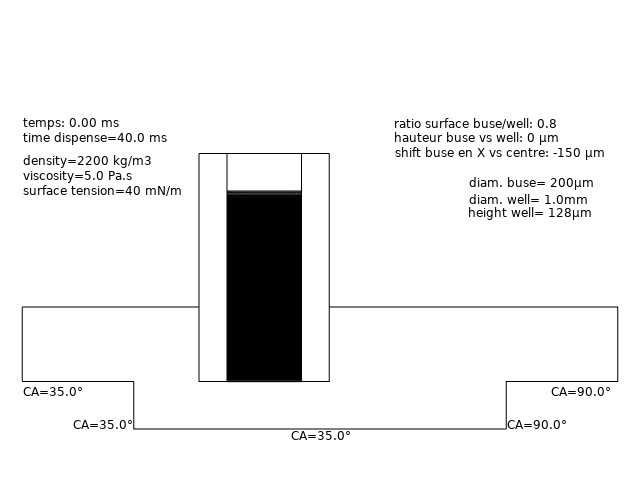 temps: 0.00 ms
time dispense=40.0 ms
density=2200 kg/m3
viscosity=5.0 Pa.s
surface tension=40 mN/m
ratio surface buse/well: 0.8
hauteur buse vs well: 0 µm
shift buse en X vs centre: -150 µm
diam. buse= 200µm
diam. well= 1.0mm
height well= 128µm
CA=35.0°
CA=90.0°
CA=35.0°
CA=90.0°
CA=35.0°